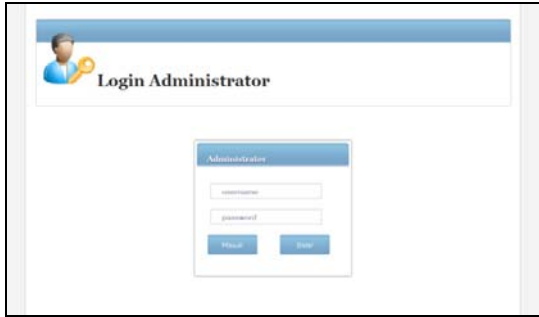 Login Administrator
Administrator
username
password
Masuk